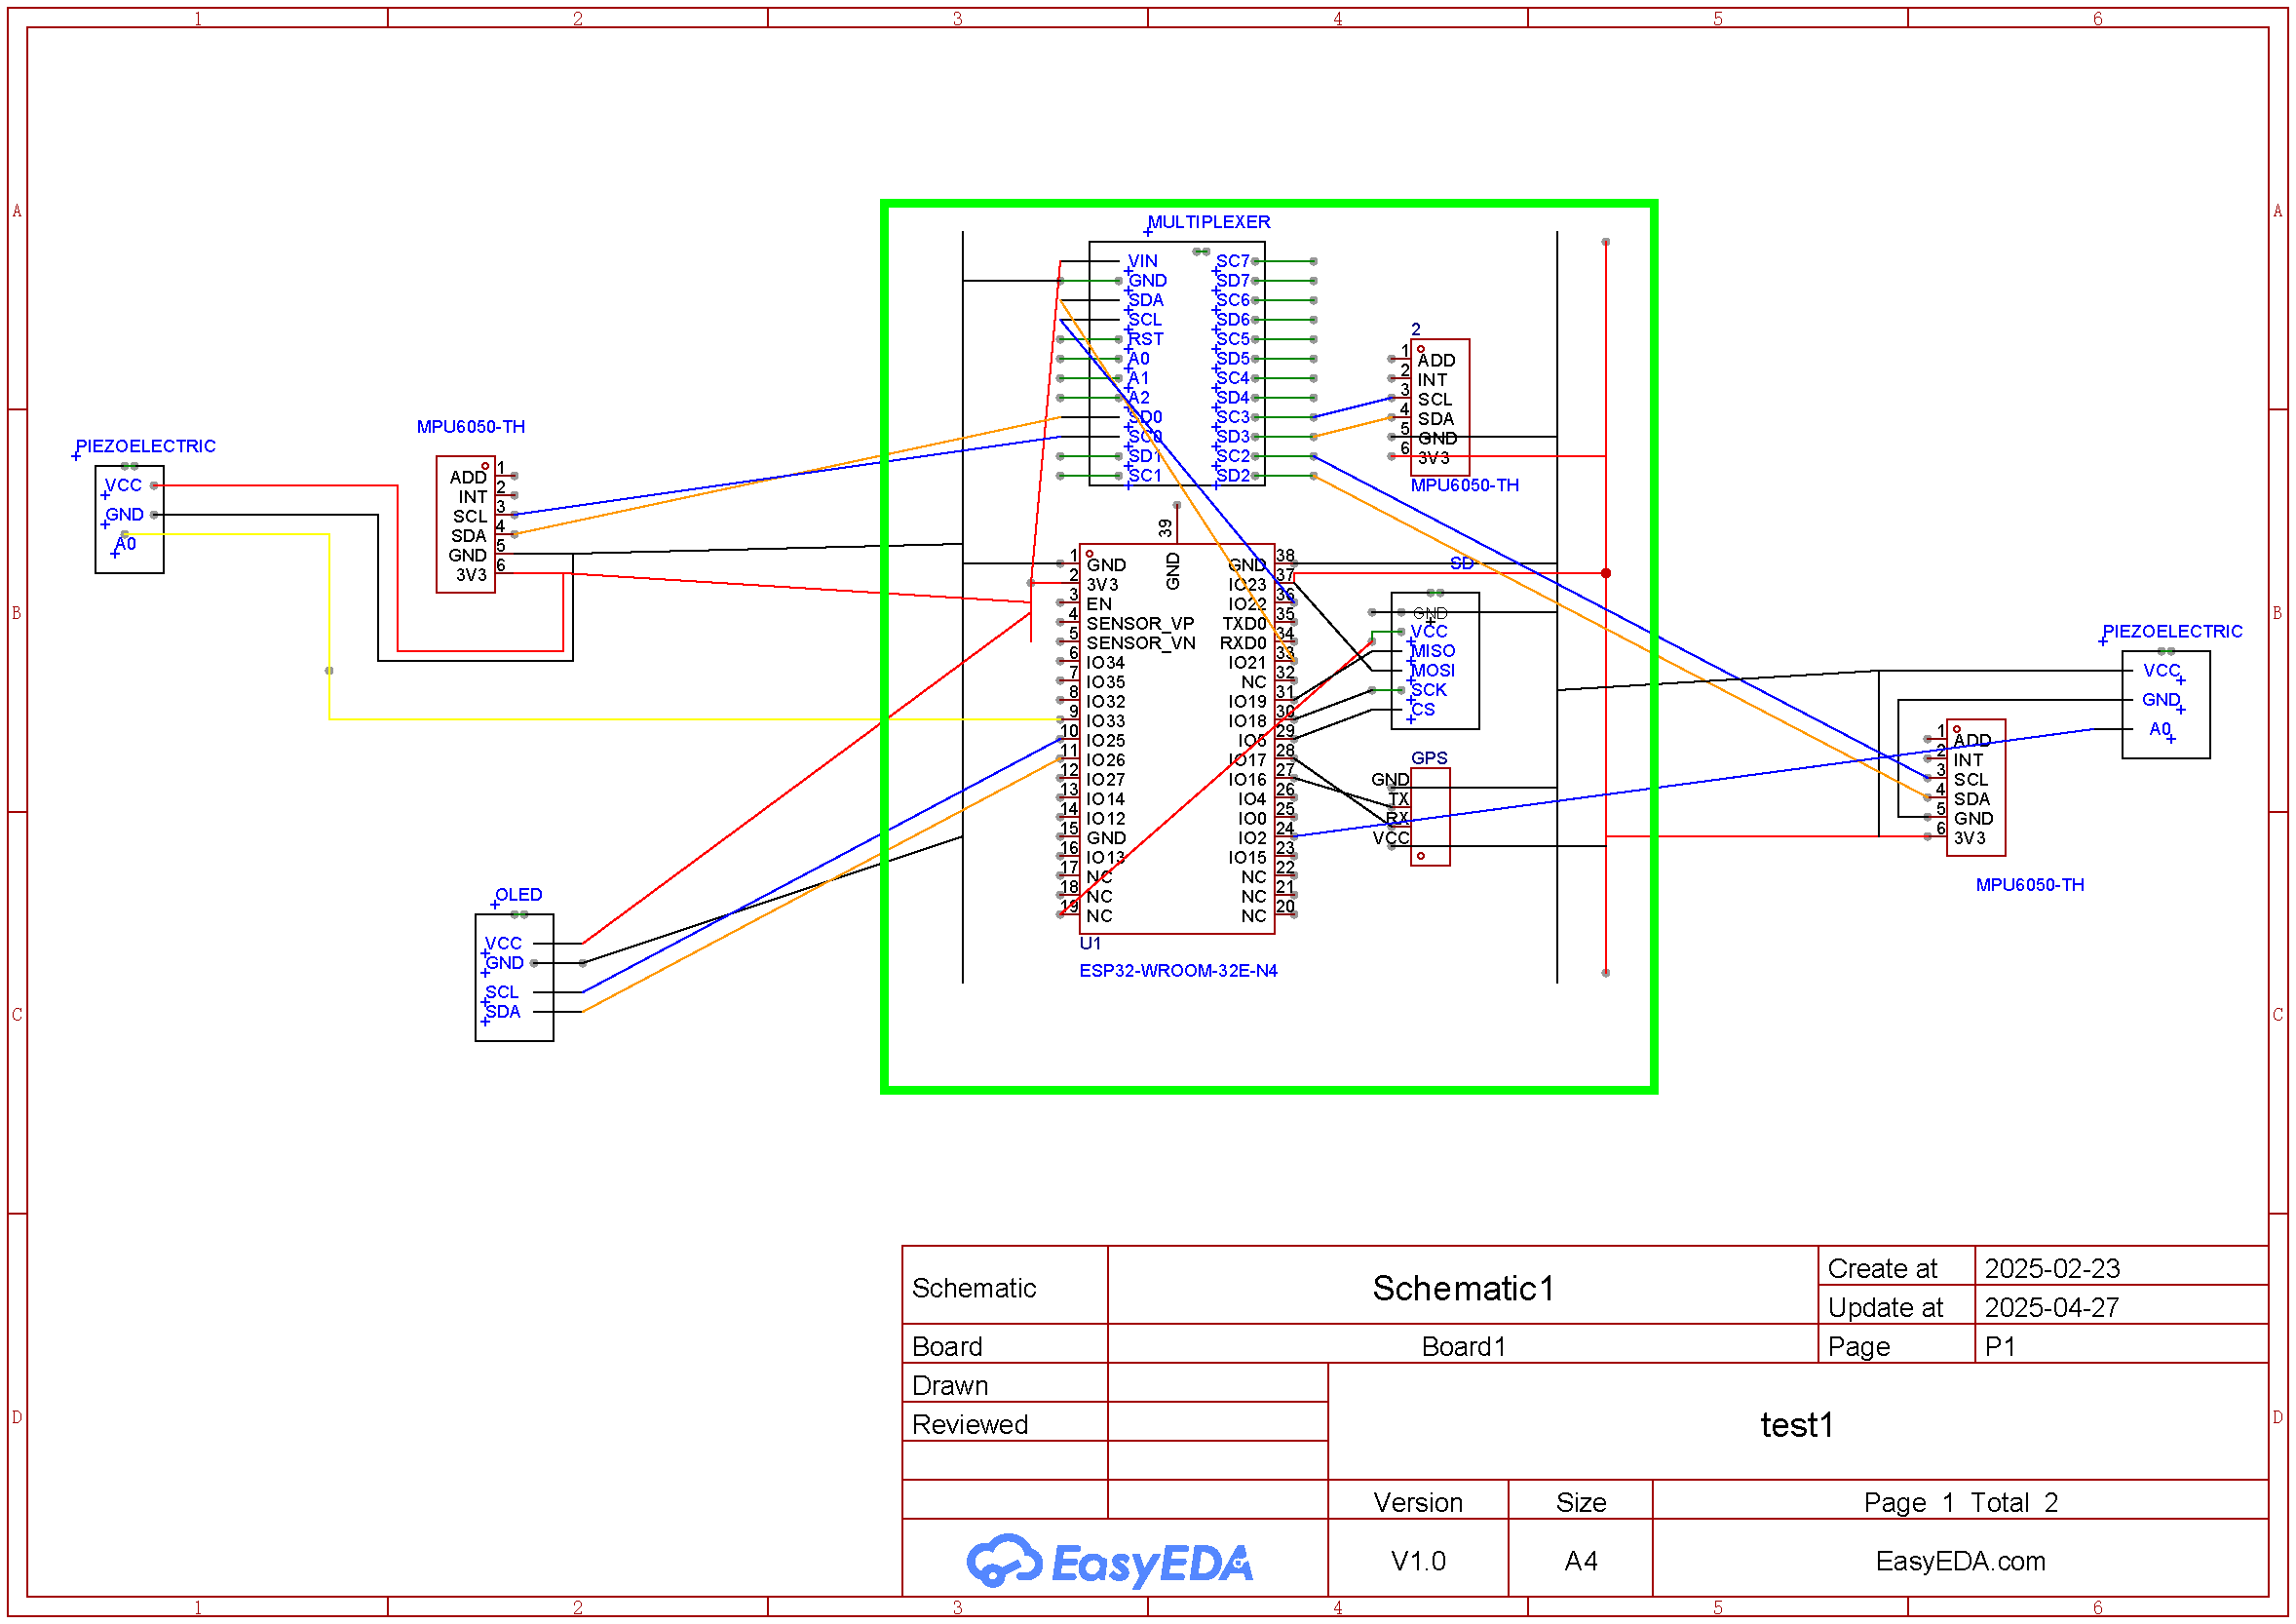 1 2 3 4 5 6
A A
B B
C C
D D
MULTIPLEXER
VIN
GND
SDA
SCL
RST
A0
A1
A2
SD0
SC0
SD1
SC1
SC7
SD7
SC6
SD6
SC5
SD5
SC4
SD4
SC3
SD3
SC2
SD2
2
1 ADD
2 INT
3 SCL
4 SDA
5 GND
6 3V3
MPU6050-TH
PIEZOELECTRIC
VCC
GND
A0
MPU6050-TH
ADD 1
INT 2
SCL 3
SDA 4
GND 5
3V3 6
39
GND
1 GND
2 3V3
3 EN
4 SENSOR_VP
5 SENSOR_VN
6 IO34
7 IO35
8 IO32
9 IO33
10 IO25
11 IO26
12 IO27
13 IO14
14 IO12
15 GND
16 IO13
17 NC
18 NC
19 NC
GND 38
IO23 37
IO22 36
TXD0 35
RXD0 34
IO21 33
NC 32
IO19 31
IO18 30
IO5 29
IO17 28
IO16 27
IO4 26
IO0 25
IO2 24
IO15 23
NC 22
NC 21
NC 20
U1
ESP32-WROOM-32E-N4
SD
GND
VCC
MISO
MOSI
SCK
CS
GPS
GND
TX
RX
VCC
PIEZOELECTRIC
VCC
GND
A0
1 ADD
2 INT
3 SCL
4 SDA
5 GND
6 3V3
MPU6050-TH
OLED
VCC
GND
SCL
SDA
Schematic Schematic1 Create at 2025-02-23
Update at 2025-04-27
Board Board1 Page P1
Drawn
Reviewed
test1
Version Size Page 1 Total 2
EasyEDA V1.0 A4 EasyEDA.com
1 2 3 4 5 6